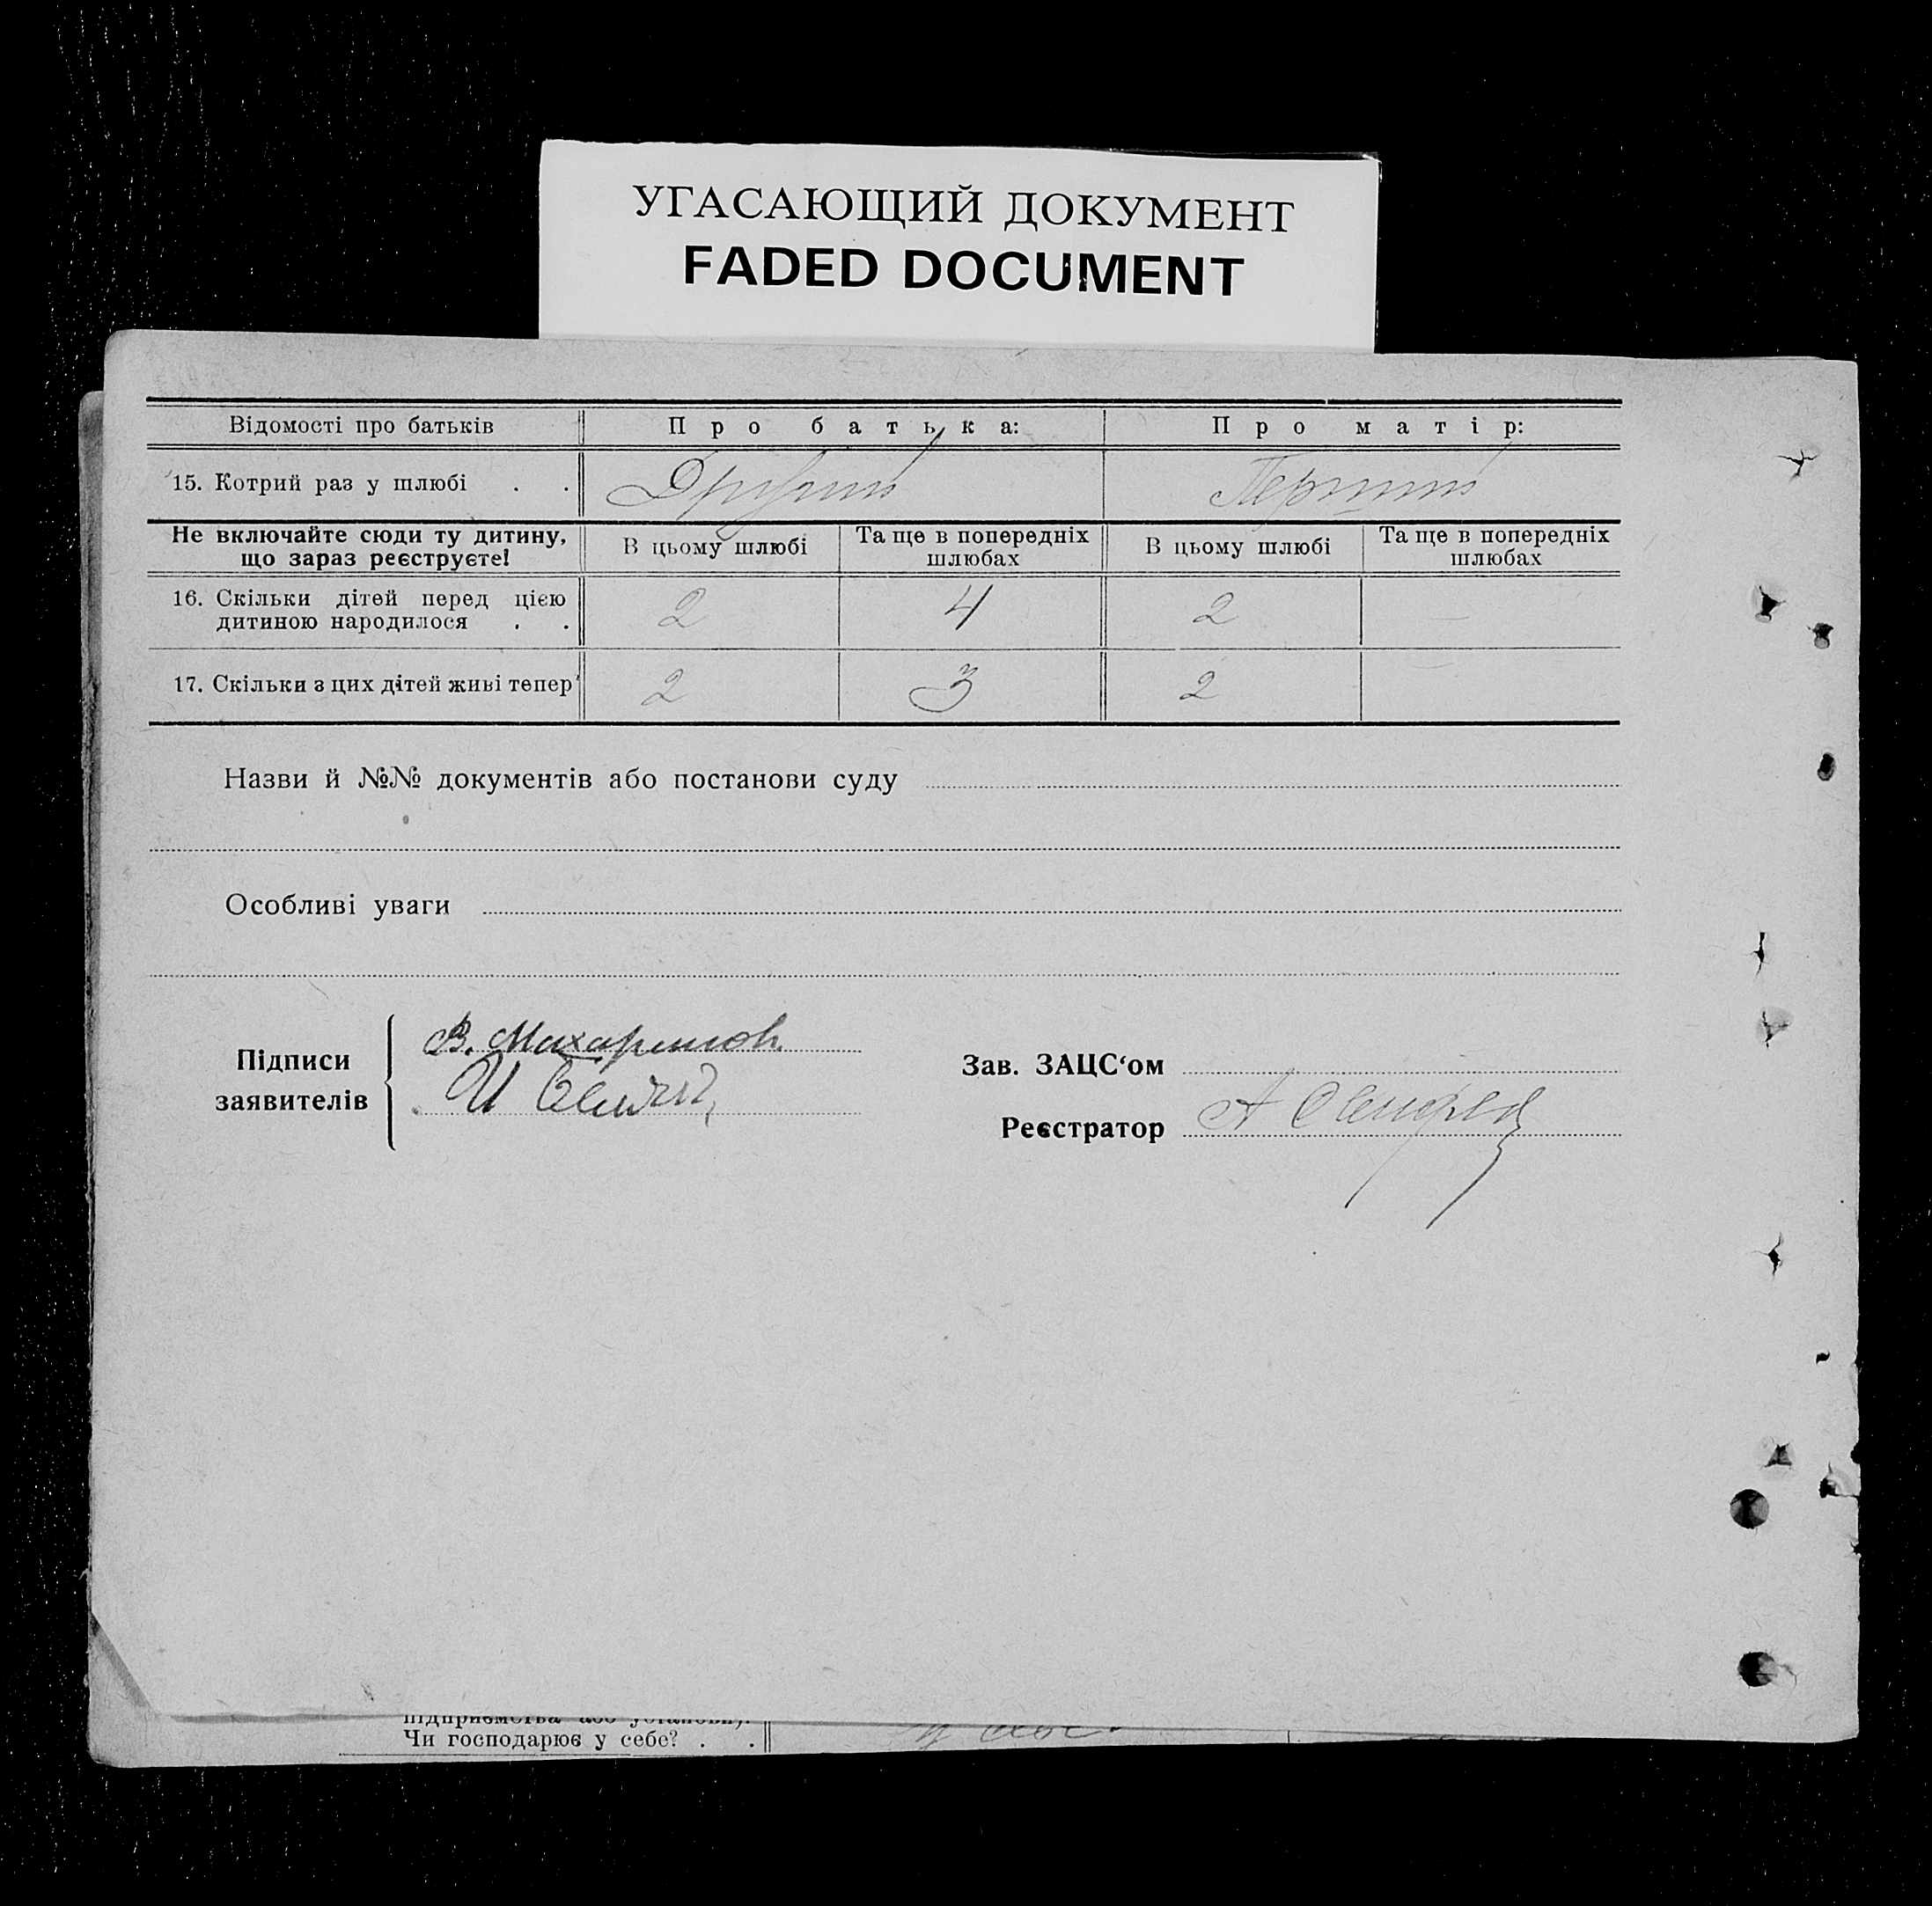 УГАСАЮЩИЙ ДОКУМЕНТ
FADED DOCUMENT
Відомості про батьків Про батька: Про матір:
15. Котрий раз у шлюбі . . Другий Перший
Не включайте сюди ту дитину, що зараз реєструєте!
В цьому шлюбі Та ще в попередніх шлюбах В цьому шлюбі Та ще в попередніх шлюбах
16. Скільки дітей перед цією
дитиною народилося . . 2 4 2 —
17. Скільки з цих дітей живі тепер 2 3 2 —
Назви й №№ документів або постанови суду
Особливі уваги
Підписи
заявителів
В.
И
Зав. ЗАЦС‘ом
Реєстратор А
підприємства або установи).
Чи господарює у себе? . .